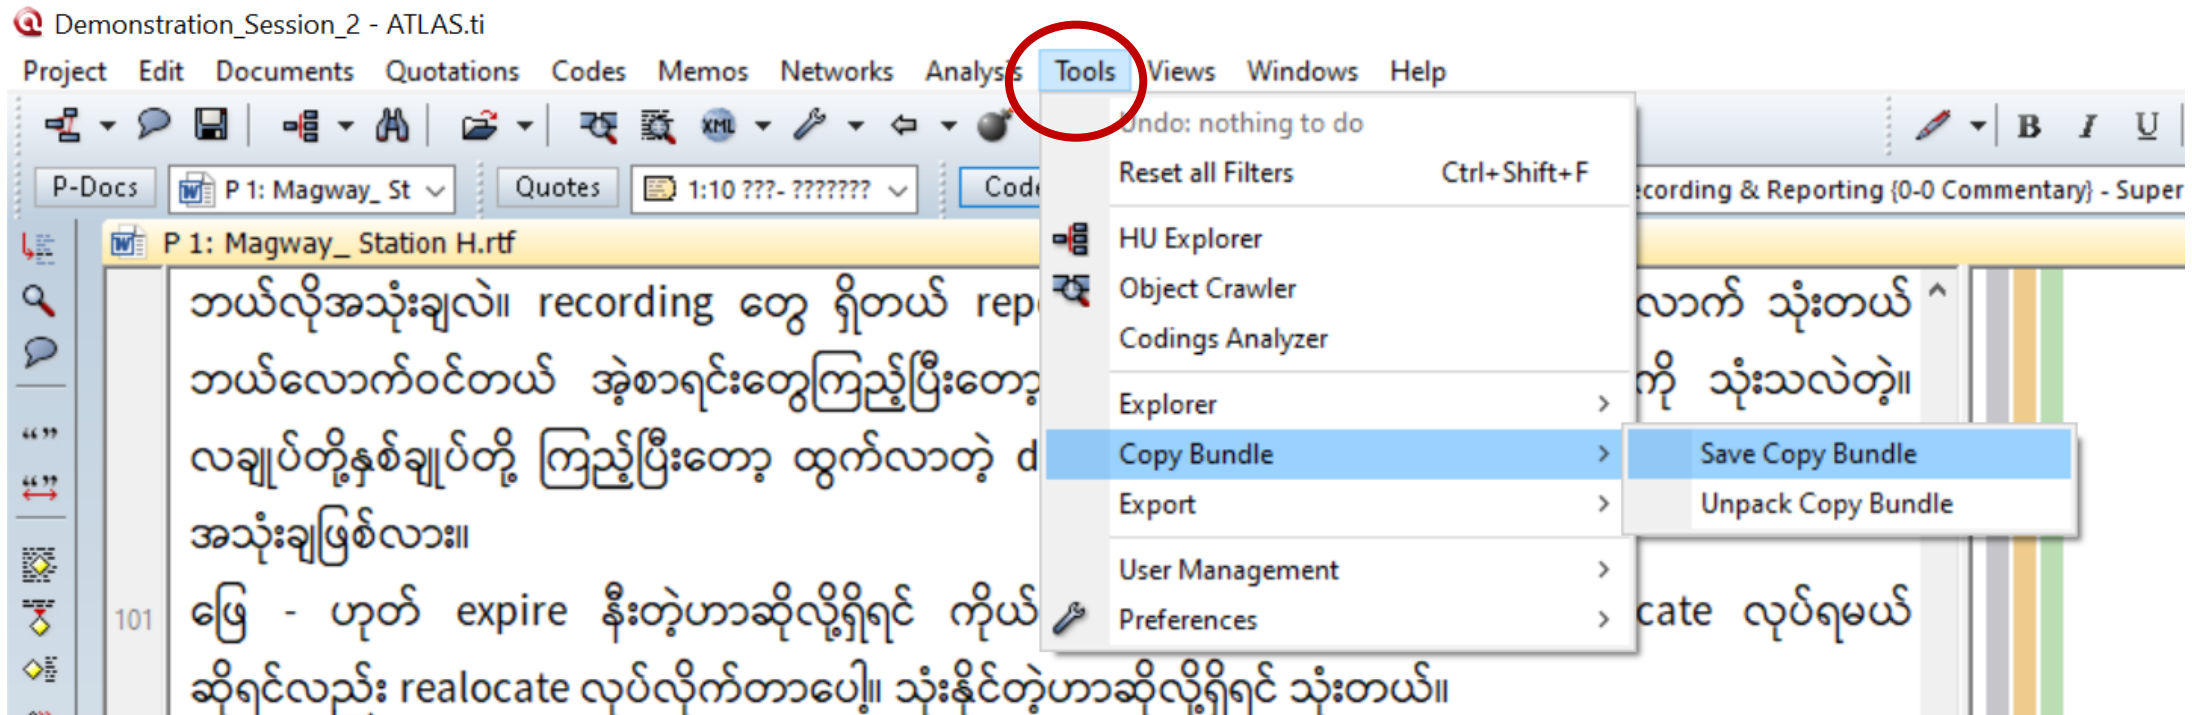 Demonstration_Session_2 - ATLAS.ti
Project Edit Documents Quotations Codes Memos Networks Analysis Tools Views Windows Help
XML B I U
P-Docs P 1: Magway_ St Quotes 1:10 ???- ??????? Code cording & Reporting {0-0 Commentary} - Super
P 1: Magway_ Station H.rtf
Undo: nothing to do
Reset all Filters Ctrl+Shift+F
HU Explorer
Object Crawler
Codings Analyzer
Explorer
Copy Bundle
Export
User Management
Preferences
Save Copy Bundle
Unpack Copy Bundle
ဘယ်လိုအသုံးချလဲ။ recording တွေ ရှိတယ် rep လောက် သုံးတယ်
ဘယ်လောက်ဝင်တယ် အဲ့စာရင်းတွေကြည့်ပြီးတော့ ကို သုံးသလဲတဲ့။
လချုပ်တို့နှစ်ချုပ်တို့ ကြည့်ပြီးတော့ ထွက်လာတဲ့ d
အသုံးချဖြစ်လား။
101 ဖြေ - ဟုတ် expire နီးတဲ့ဟာဆိုလို့ရှိရင် ကိုယ် cate လုပ်ရမယ်
ဆိုရင်လည်း realocate လုပ်လိုက်တာပေါ့။ သုံးနိုင်တဲ့ဟာဆိုလို့ရှိရင် သုံးတယ်။